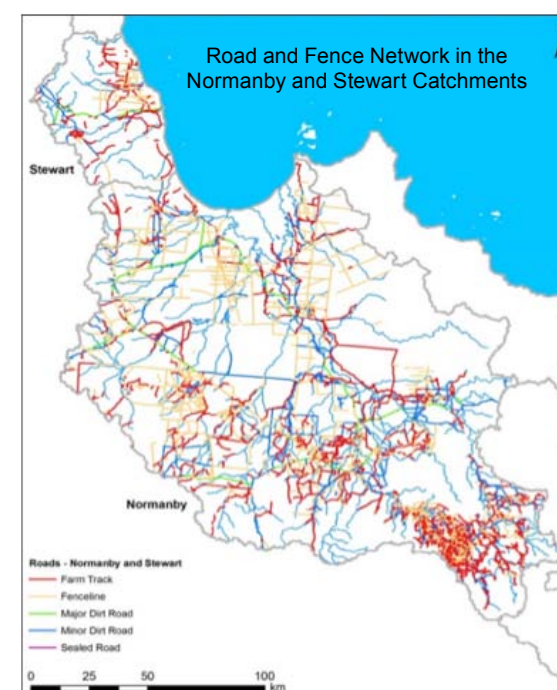 Road and Fence Network in the
Normanby and Stewart Catchments
Stewart
Normanby
Roads - Normanby and Stewart
Farm Track
Fenceline
Major Dirt Road
Minor Dirt Road
Sealed Road
0 25 50 100
km